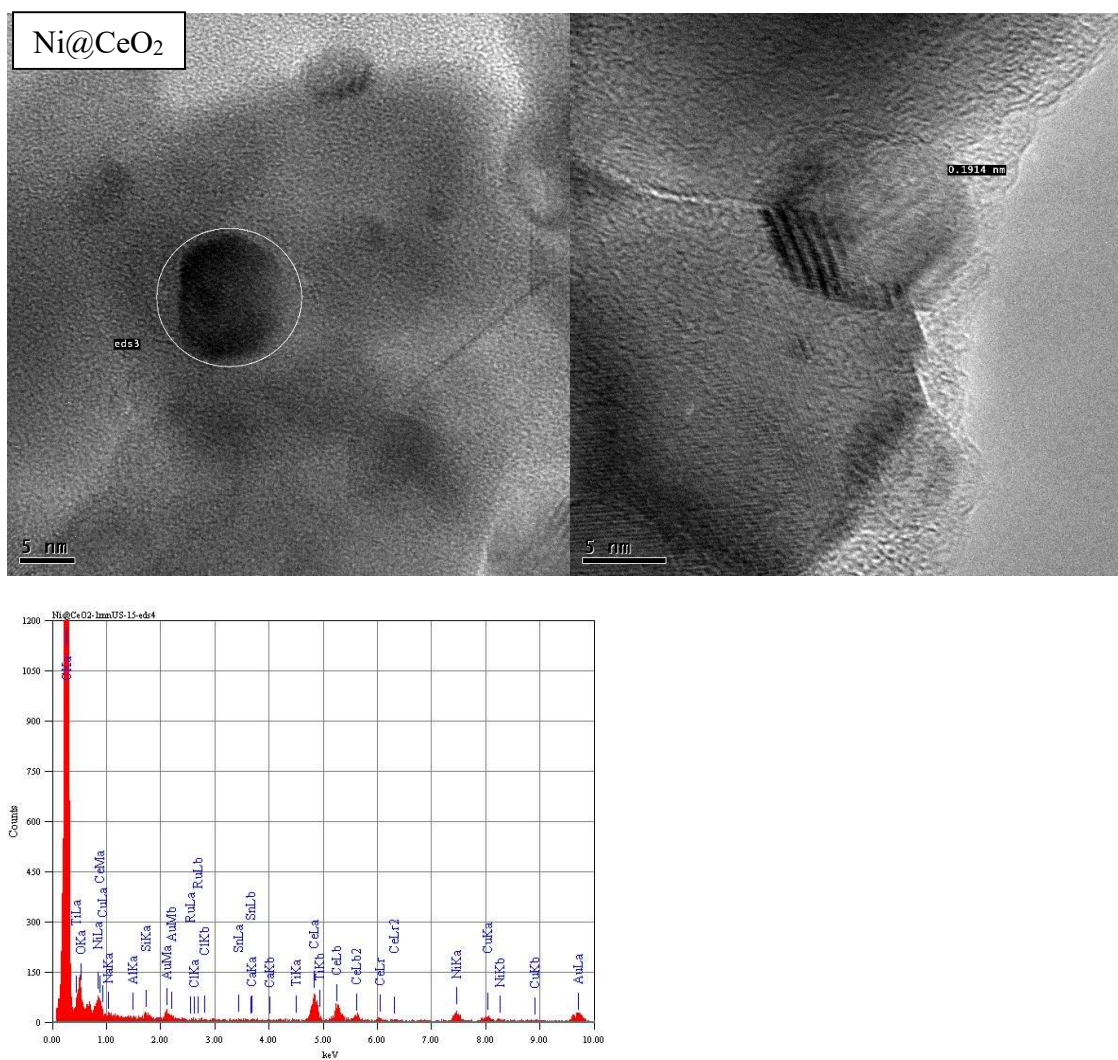 Ni@CeO₂
0.1914 nm
eds3
5 nm
5 nm
Ni@CeO2-1mnUS-15-eds4
1200
1050
900
750
600
450
300
150
0
Counts
CKa
TiLa
OKa
NiLa
CuLa
CeMa
NaKa
AlKa
SiKa
AuMa
AuMb
RuLa
ClKa
RuLb
ClKb
SnLa
CaKa
SnLb
CaKb
TiKa
CeLa
TiKb
CeLb
CeLb2
CeLr
CeLr2
NiKa
CuKa
NiKb
CuKb
AuLa
0.00 1.00 2.00 3.00 4.00 5.00 6.00 7.00 8.00 9.00 10.00
keV